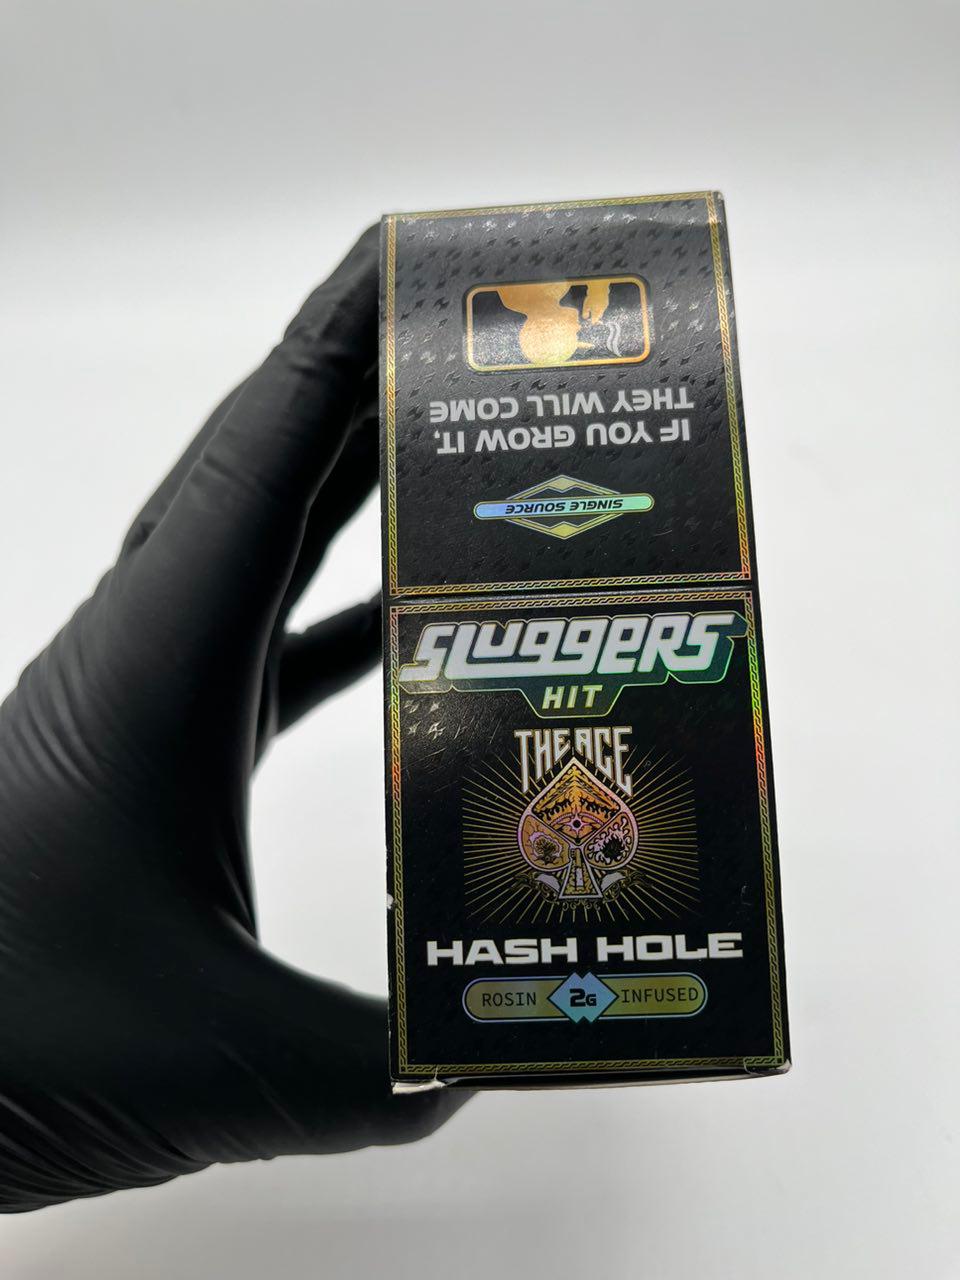 IF YOU GROW IT,
THEY WILL COME
SINGLE SOURCE
SLUGGERS
HIT
THE ACE
HASH HOLE
ROSIN 2G INFUSED